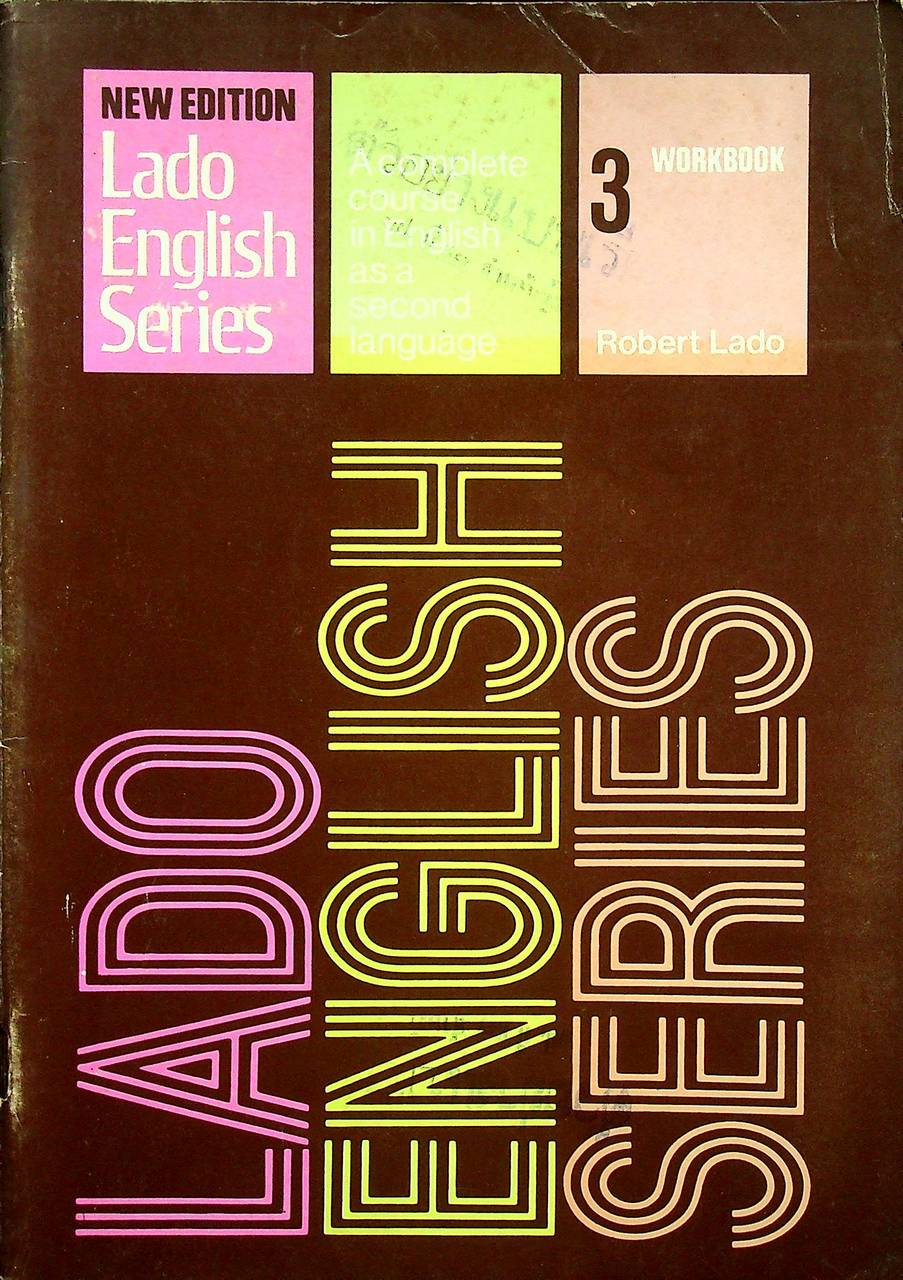 NEW EDITION
Lado
English
Series
A complete
course
in English
as a
second
language
3 WORKBOOK
Robert Lado
LADO
ENGLISH
SERIES